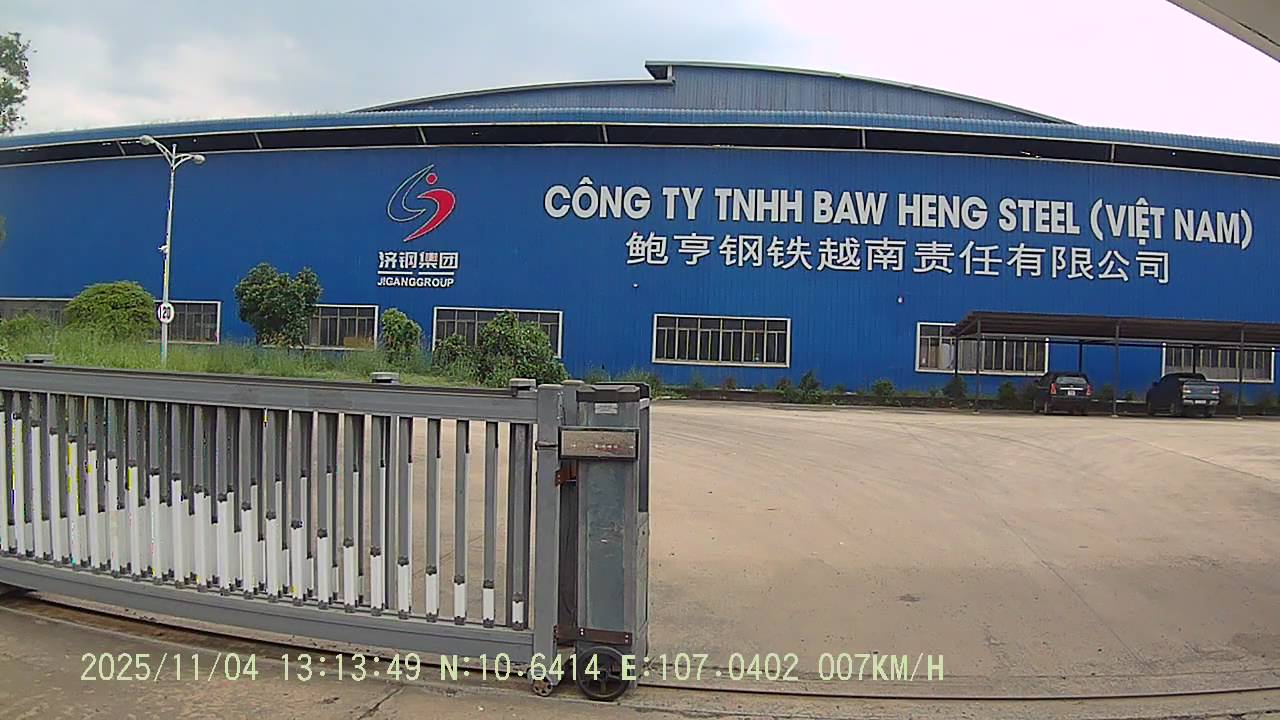 CÔNG TY TNHH BAW HENG STEEL (VIỆT NAM)
鲍亨钢铁越南责任有限公司
济钢集团
JIGANGGROUP
20
2025/11/04 13:13:49 N:10.6414 E:107.0402 007KM/H